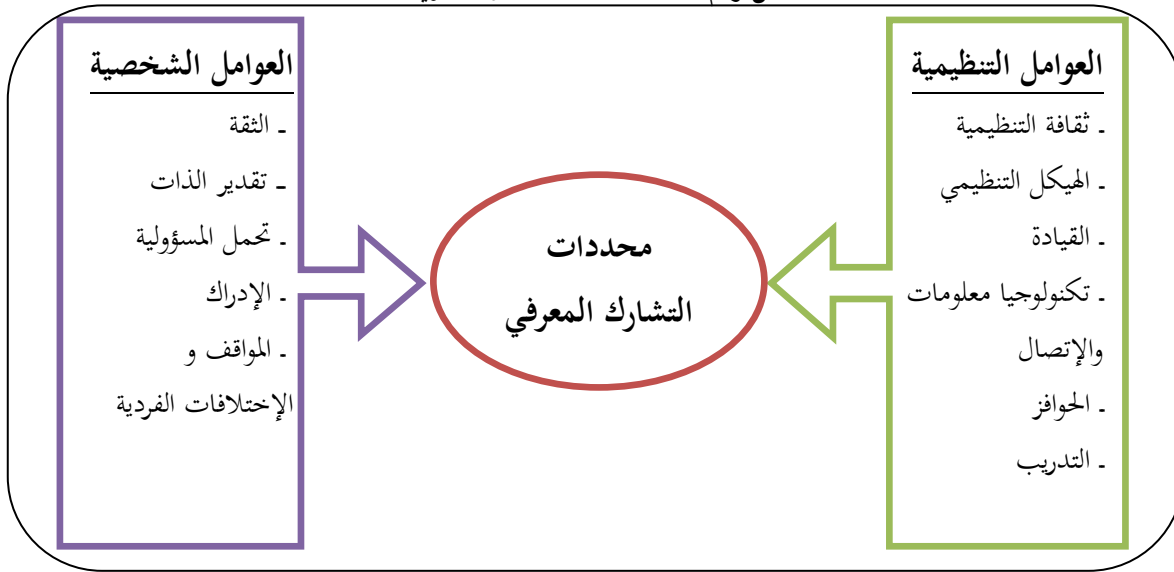 العوامل التنظيمية
ـ ثقافة التنظيمية
ـ الهيكل التنظيمي
ـ القيادة
ـ تكنولوجيا معلومات
والإتصال
ـ الحوافز
ـ التدريب
محددات
التشارك المعرفي
العوامل الشخصية
ـ الثقة
ـ تقدير الذات
ـ تحمل المسؤولية
ـ الإدراك
ـ المواقف و
الإختلافات الفردية